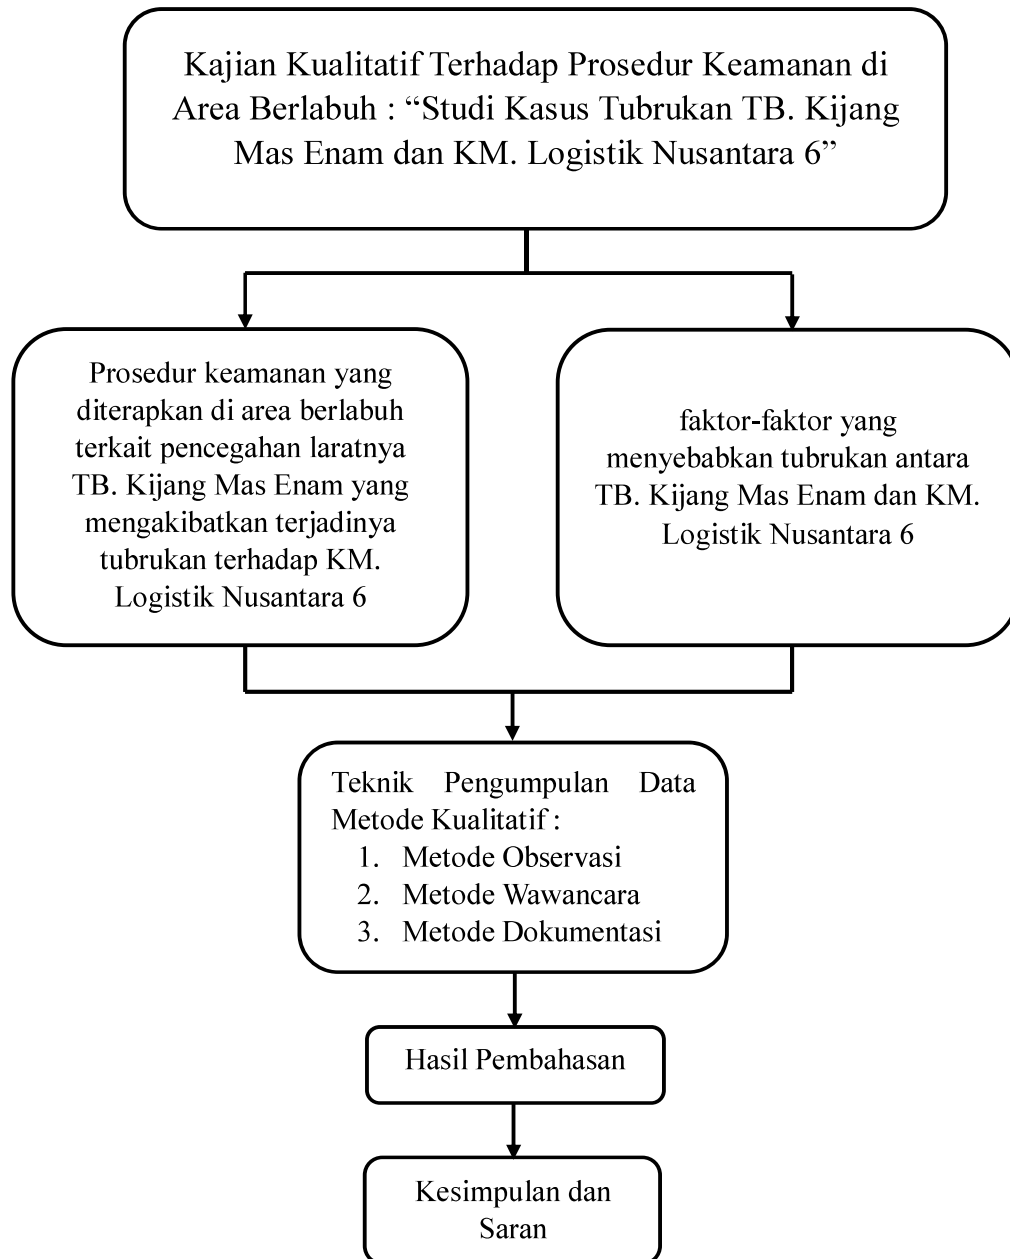 Kajian Kualitatif Terhadap Prosedur Keamanan di
Area Berlabuh : “Studi Kasus Tubrukan TB. Kijang
Mas Enam dan KM. Logistik Nusantara 6”
Prosedur keamanan yang
diterapkan di area berlabuh
terkait pencegahan laratnya
TB. Kijang Mas Enam yang
mengakibatkan terjadinya
tubrukan terhadap KM.
Logistik Nusantara 6
faktor-faktor yang
menyebabkan tubrukan antara
TB. Kijang Mas Enam dan KM.
Logistik Nusantara 6
Teknik Pengumpulan Data
Metode Kualitatif :
1. Metode Observasi
2. Metode Wawancara
3. Metode Dokumentasi
Hasil Pembahasan
Kesimpulan dan
Saran